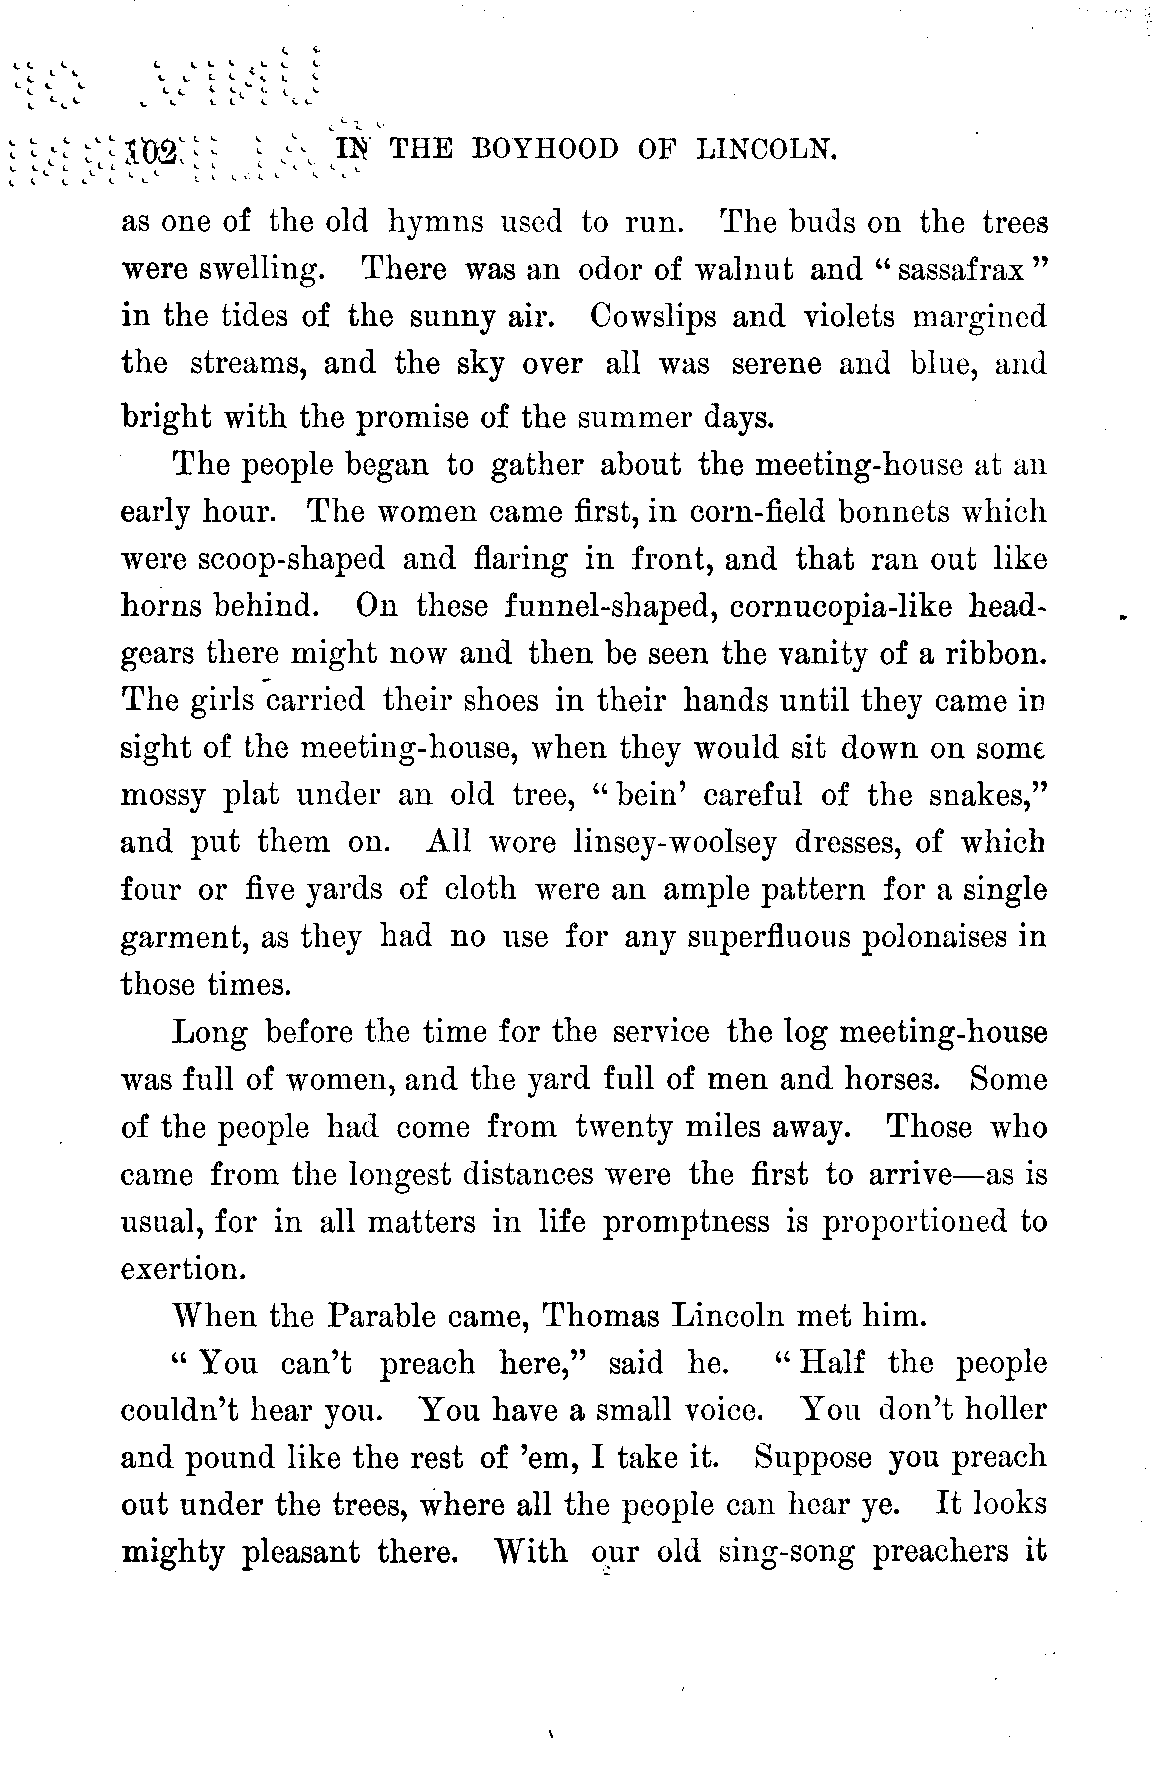 102 IN THE BOYHOOD OF LINCOLN.
as one of the old hymns used to run. The buds on the trees
were swelling. There was an odor of walnut and “ sassafrax ”
in the tides of the sunny air. Cowslips and violets margined
the streams, and the sky over all was serene and blue, and
bright with the promise of the summer days.
The people began to gather about the meeting-house at an
early hour. The women came first, in corn-field bonnets which
were scoop-shaped and flaring in front, and that ran out like
horns behind. On these funnel-shaped, cornucopia-like head-
gears there might now and then be seen the vanity of a ribbon.
The girls carried their shoes in their hands until they came in
sight of the meeting-house, when they would sit down on some
mossy plat under an old tree, “ bein’ careful of the snakes,”
and put them on. All wore linsey-woolsey dresses, of which
four or five yards of cloth were an ample pattern for a single
garment, as they had no use for any superfluous polonaises in
those times.
Long before the time for the service the log meeting-house
was full of women, and the yard full of men and horses. Some
of the people had come from twenty miles away. Those who
came from the longest distances were the first to arrive—as is
usual, for in all matters in life promptness is proportioned to
exertion.
When the Parable came, Thomas Lincoln met him.
“ You can’t preach here,” said he. “ Half the people
couldn’t hear you. You have a small voice. You don’t holler
and pound like the rest of ’em, I take it. Suppose you preach
out under the trees, where all the people can hear ye. It looks
mighty pleasant there. With our old sing-song preachers it